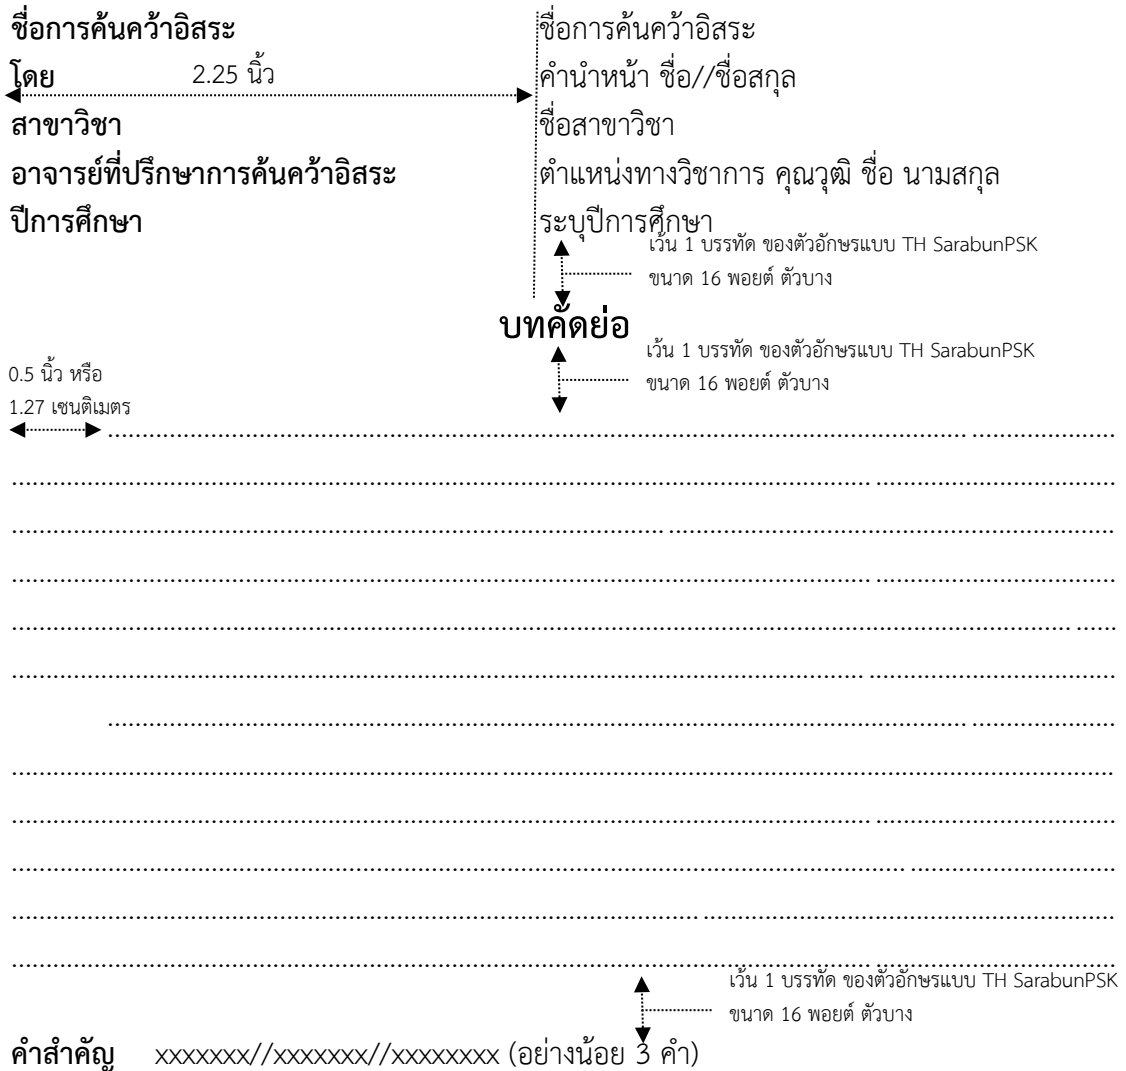 ชื่อการค้นคว้าอิสระ ชื่อการค้นคว้าอิสระ
โดย 2.25 นิ้ว คำนำหน้า ชื่อ//ชื่อสกุล
สาขาวิชา ชื่อสาขาวิชา
อาจารย์ที่ปรึกษาการค้นคว้าอิสระ ตำแหน่งทางวิชาการ คุณวุฒิ ชื่อ นามสกุล
ปีการศึกษา ระบุปีการศึกษา
เว้น 1 บรรทัด ของตัวอักษรแบบ TH SarabunPSK
ขนาด 16 พอยต์ ตัวบาง
บทคัดย่อ
เว้น 1 บรรทัด ของตัวอักษรแบบ TH SarabunPSK
ขนาด 16 พอยต์ ตัวบาง
0.5 นิ้ว หรือ
1.27 เซนติเมตร
เว้น 1 บรรทัด ของตัวอักษรแบบ TH SarabunPSK
ขนาด 16 พอยต์ ตัวบาง
คำสำคัญ xxxxxxx//xxxxxxx//xxxxxxxx (อย่างน้อย 3 คำ)